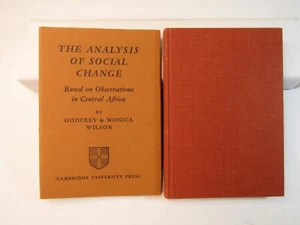 THE ANALYSIS
OF SOCIAL
CHANGE
Based on Observations
in Central Africa
BY
GODFREY & MONICA
WILSON
CAMBRIDGE UNIVERSITY PRESS